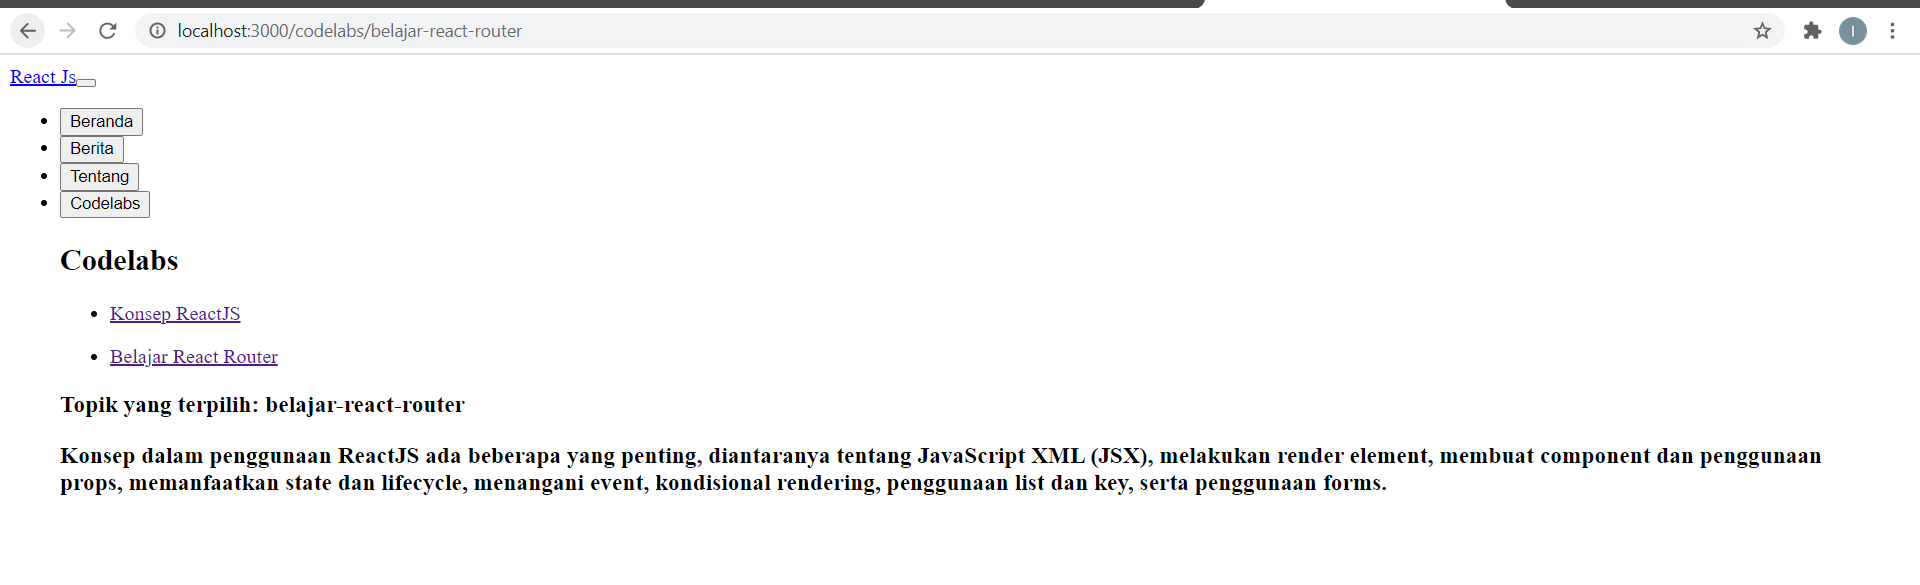 localhost:3000/codelabs/belajar-react-router
I
React Js
Beranda
Berita
Tentang
Codelabs
Codelabs
Konsep ReactJS
Belajar React Router
Topik yang terpilih: belajar-react-router
Konsep dalam penggunaan ReactJS ada beberapa yang penting, diantaranya tentang JavaScript XML (JSX), melakukan render element, membuat component dan penggunaan
props, memanfaatkan state dan lifecycle, menangani event, kondisional rendering, penggunaan list dan key, serta penggunaan forms.